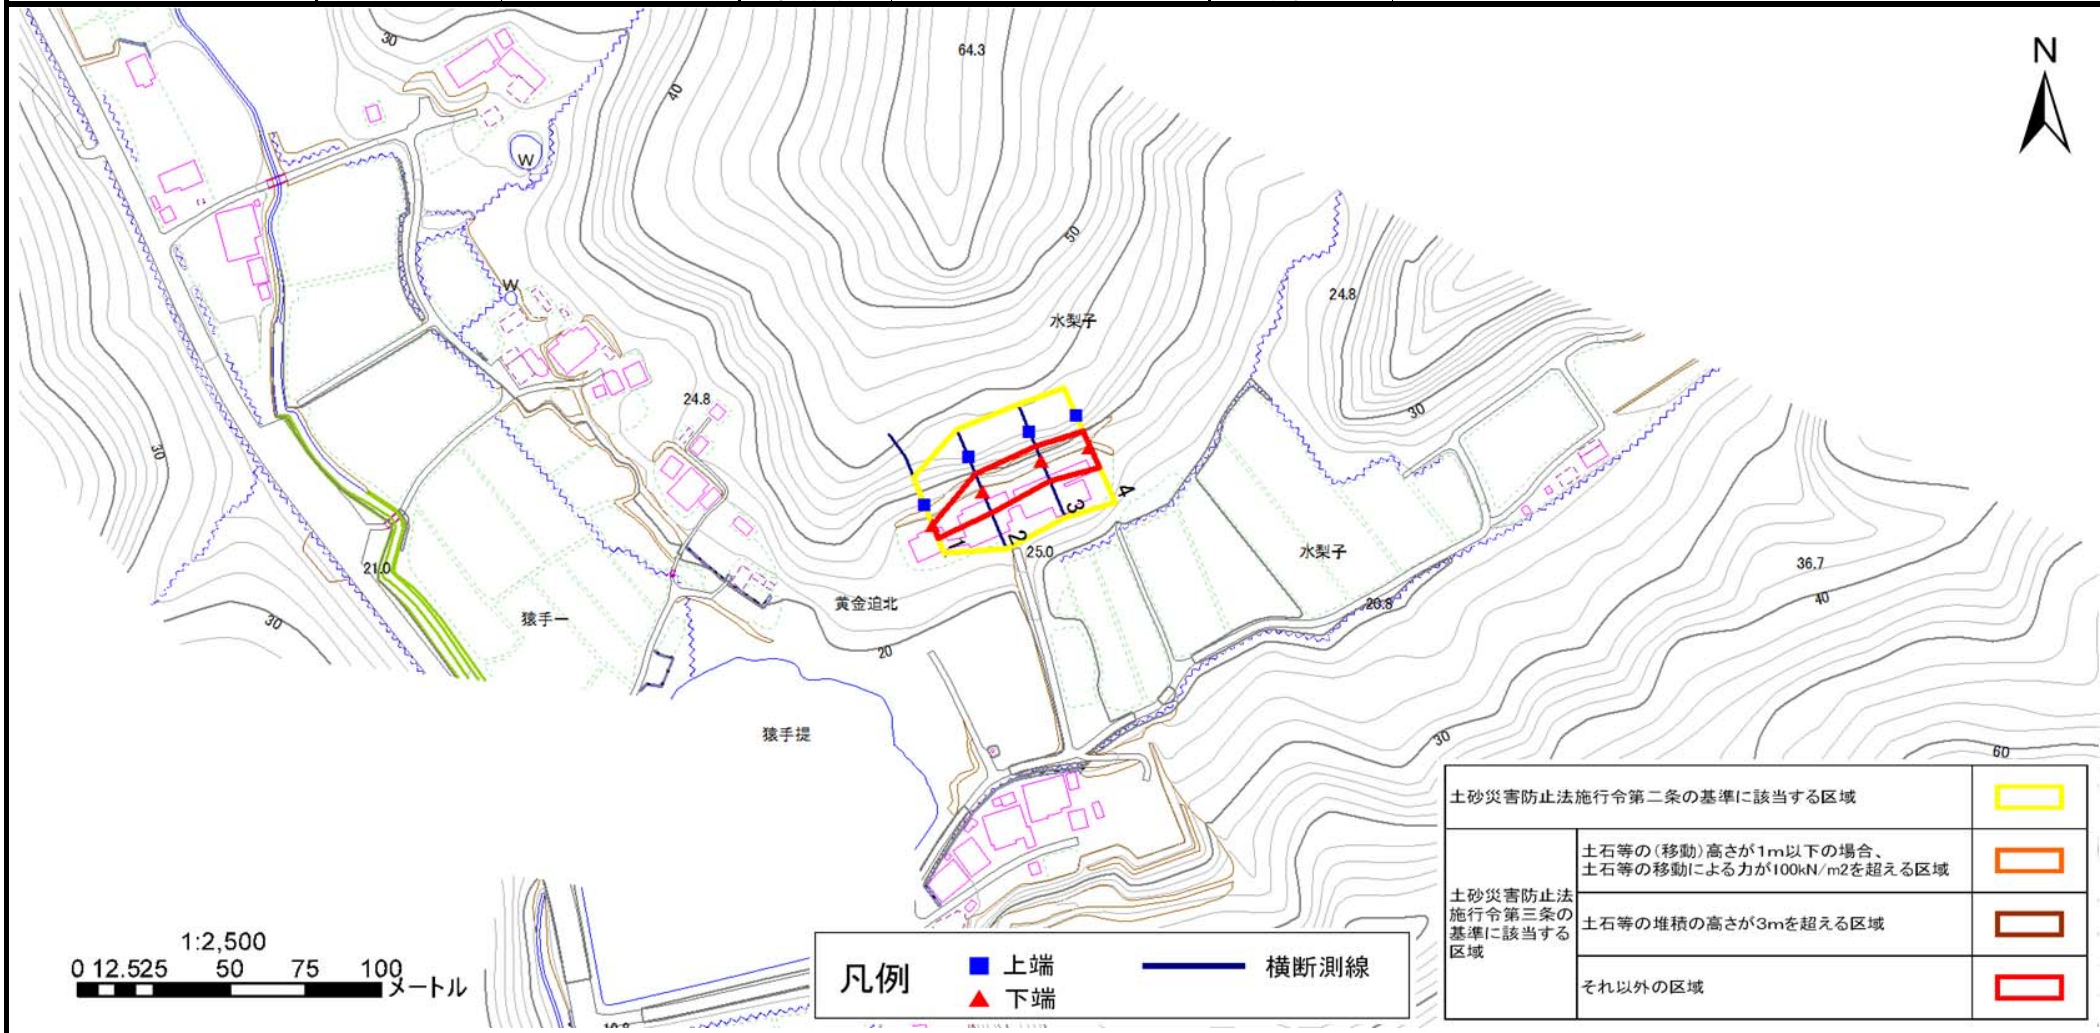 64.3
N
30
40
W
50
W
24.8
水梨子
24.8
30
30
4
3
2
1
25.0
水梨子
36.7
21.0
黄金迫北
20.8
40
30
猿手一
20
猿手提
30
60
土砂災害防止法施行令第二条の基準に該当する区域
土石等の(移動)高さが1m以下の場合、
土石等の移動による力が100kN/m2を超える区域
土砂災害防止法
施行令第三条の
基準に該当する
区域
土石等の堆積の高さが3mを超える区域
それ以外の区域
1:2,500
0 12.525 50 75 100
メートル
凡例
上端
下端
横断測線